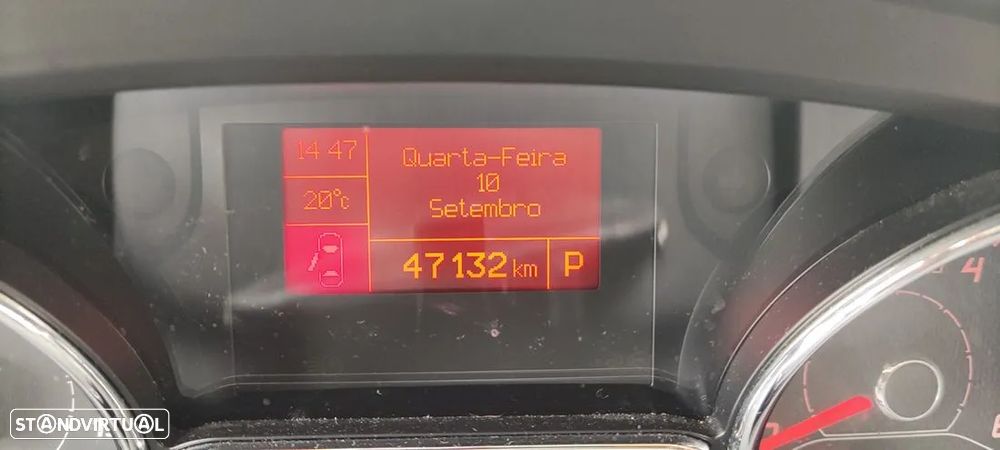 14 47
Quarta-Feira
10
Setembro
20°c
47132 km
P
4
STANDVIRTUAL